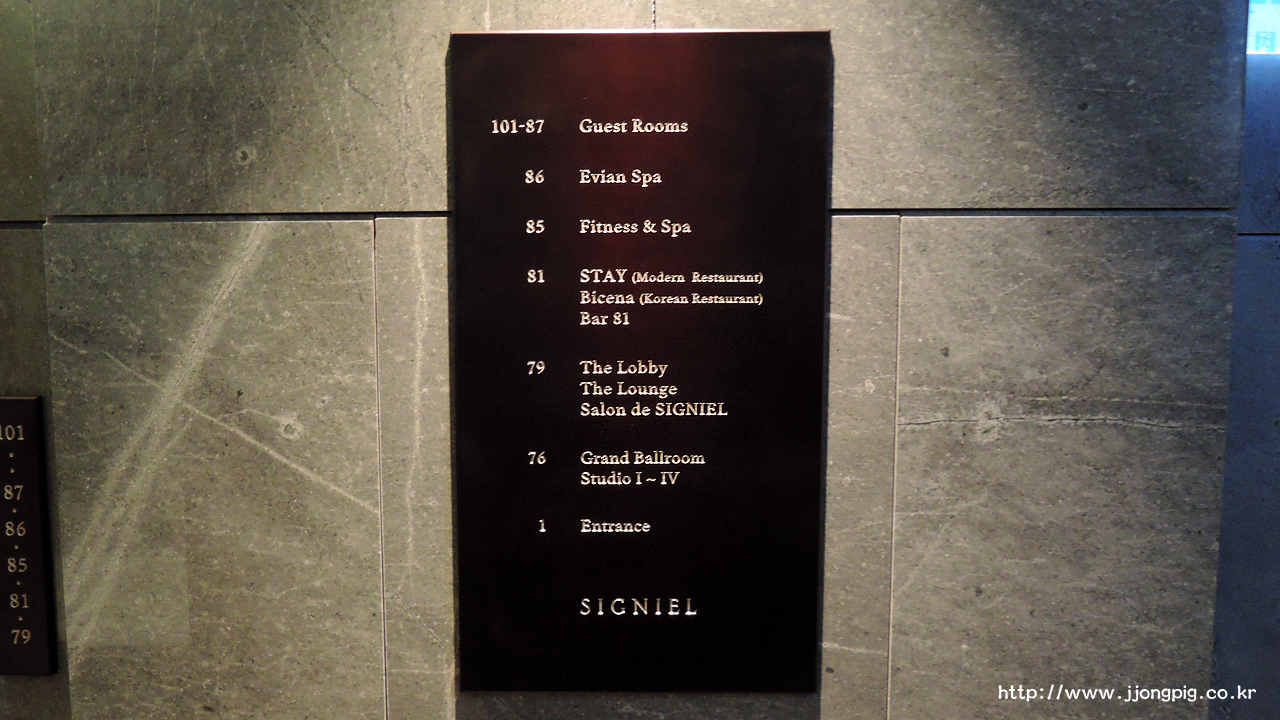 101-87 Guest Rooms
86 Evian Spa
85 Fitness & Spa
81 STAY (Modern Restaurant)
Bicena (Korean Restaurant)
Bar 81
79 The Lobby
The Lounge
Salon de SIGNIEL
76 Grand Ballroom
Studio I ~ IV
1 Entrance
SIGNIEL
101
87
86
85
81
79
http://www.jjongpig.co.kr